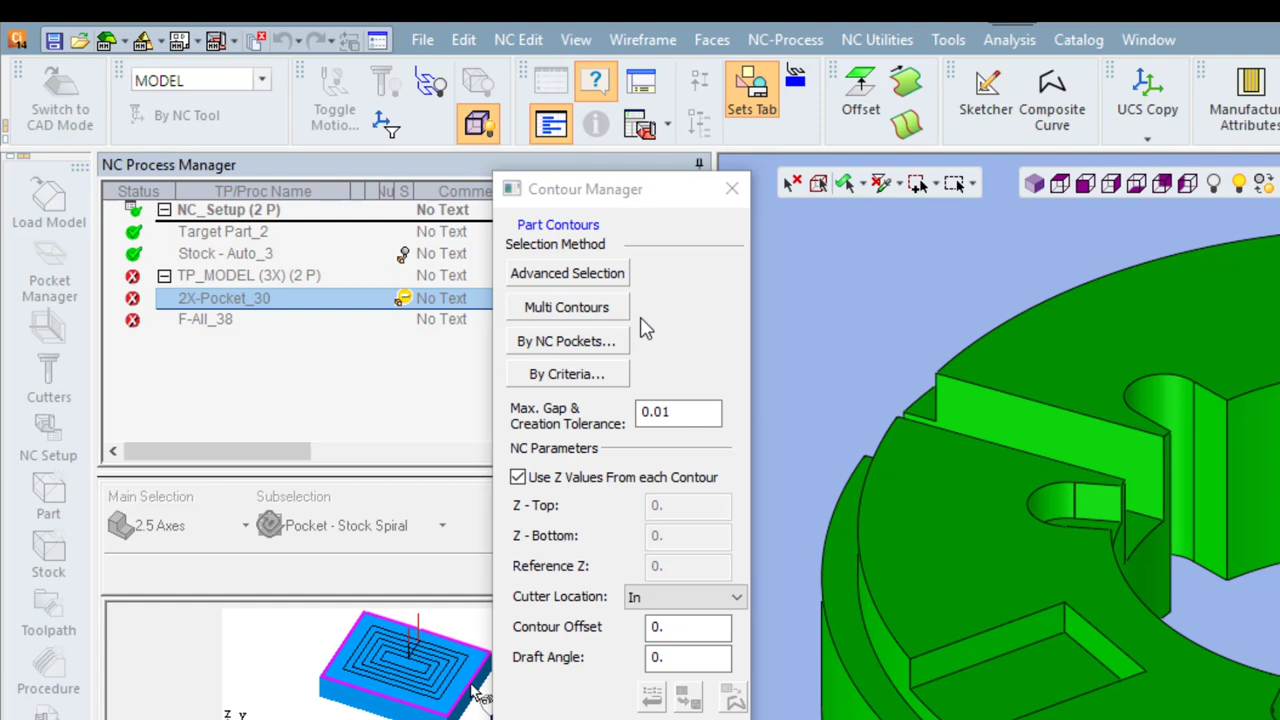 14
File Edit NC Edit View Wireframe Faces NC-Process NC Utilities Tools Analysis Catalog Window
Switch to
CAD Mode
MODEL
By NC Tool
Toggle
Motio...
Sets Tab
Offset
Sketcher
Composite
Curve
UCS Copy
Manufactur
Attributes
NC Process Manager
Status TP/Proc Name Nu S Comme
NC_Setup (2 P) No Text
Target Part_2 No Text
Stock - Auto_3 No Text
TP_MODEL (3X) (2 P) No Text
2X-Pocket_30 No Text
F-All_38 No Text
Load Model
Pocket
Manager
Cutters
NC Setup
Part
Stock
Toolpath
Procedure
Main Selection Subselection
2.5 Axes Pocket - Stock Spiral
Z Y
Contour Manager
Part Contours
Selection Method
Advanced Selection
Multi Contours
By NC Pockets...
By Criteria...
Max. Gap &
Creation Tolerance: 0.01
NC Parameters
Use Z Values From each Contour
Z - Top: 0.
Z - Bottom: 0.
Reference Z: 0.
Cutter Location: In
Contour Offset 0.
Draft Angle: 0.